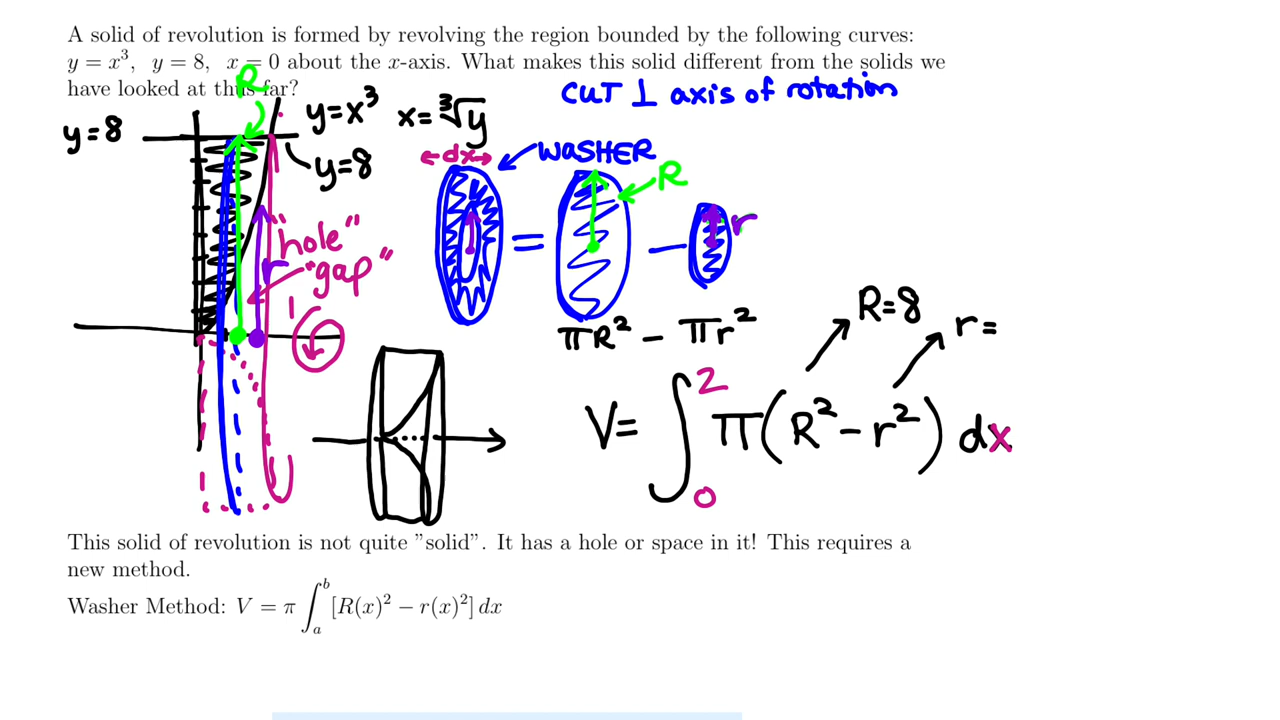 A solid of revolution is formed by revolving the region bounded by the following curves:
y = x³, y = 8, x = 0 about the x-axis. What makes this solid different from the solids we
have looked at thus far?
CUT ⊥ axis of rotation
R
y=8
y=x³ x=∛y
y=8
dx
WASHER
R
=
−
r
"hole"
"gap"
r
πR² − πr²
R=8
r=
V= ∫₀² π(R²−r²) dx
This solid of revolution is not quite ”solid”. It has a hole or space in it! This requires a
new method.
Washer Method: V = π ∫ₐᵇ [R(x)² − r(x)²] dx